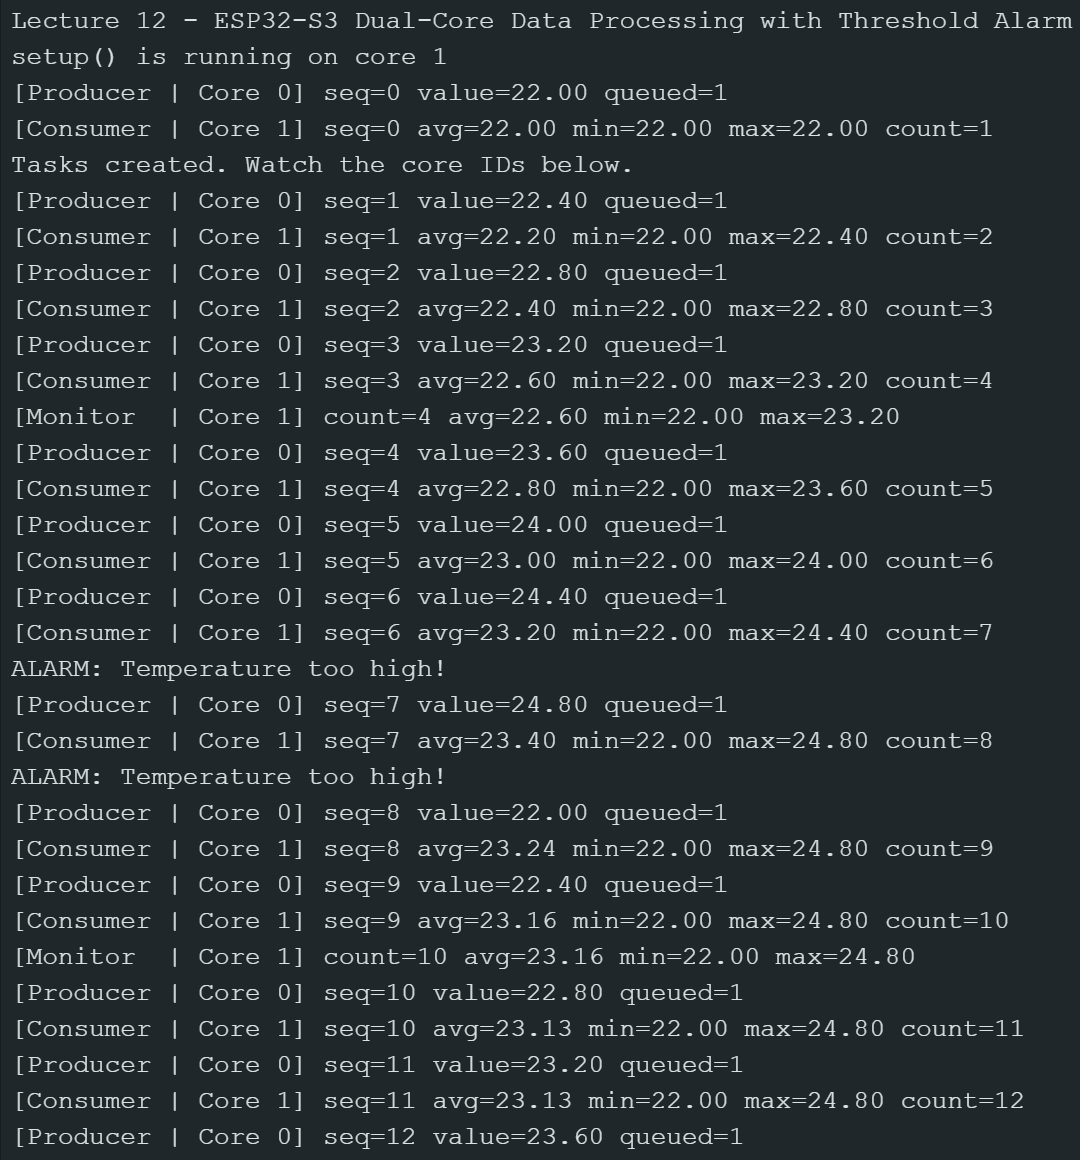 Lecture 12 - ESP32-S3 Dual-Core Data Processing with Threshold Alarm
setup() is running on core 1
[Producer | Core 0] seq=0 value=22.00 queued=1
[Consumer | Core 1] seq=0 avg=22.00 min=22.00 max=22.00 count=1
Tasks created. Watch the core IDs below.
[Producer | Core 0] seq=1 value=22.40 queued=1
[Consumer | Core 1] seq=1 avg=22.20 min=22.00 max=22.40 count=2
[Producer | Core 0] seq=2 value=22.80 queued=1
[Consumer | Core 1] seq=2 avg=22.40 min=22.00 max=22.80 count=3
[Producer | Core 0] seq=3 value=23.20 queued=1
[Consumer | Core 1] seq=3 avg=22.60 min=22.00 max=23.20 count=4
[Monitor  | Core 1] count=4 avg=22.60 min=22.00 max=23.20
[Producer | Core 0] seq=4 value=23.60 queued=1
[Consumer | Core 1] seq=4 avg=22.80 min=22.00 max=23.60 count=5
[Producer | Core 0] seq=5 value=24.00 queued=1
[Consumer | Core 1] seq=5 avg=23.00 min=22.00 max=24.00 count=6
[Producer | Core 0] seq=6 value=24.40 queued=1
[Consumer | Core 1] seq=6 avg=23.20 min=22.00 max=24.40 count=7
ALARM: Temperature too high!
[Producer | Core 0] seq=7 value=24.80 queued=1
[Consumer | Core 1] seq=7 avg=23.40 min=22.00 max=24.80 count=8
ALARM: Temperature too high!
[Producer | Core 0] seq=8 value=22.00 queued=1
[Consumer | Core 1] seq=8 avg=23.24 min=22.00 max=24.80 count=9
[Producer | Core 0] seq=9 value=22.40 queued=1
[Consumer | Core 1] seq=9 avg=23.16 min=22.00 max=24.80 count=10
[Monitor  | Core 1] count=10 avg=23.16 min=22.00 max=24.80
[Producer | Core 0] seq=10 value=22.80 queued=1
[Consumer | Core 1] seq=10 avg=23.13 min=22.00 max=24.80 count=11
[Producer | Core 0] seq=11 value=23.20 queued=1
[Consumer | Core 1] seq=11 avg=23.13 min=22.00 max=24.80 count=12
[Producer | Core 0] seq=12 value=23.60 queued=1